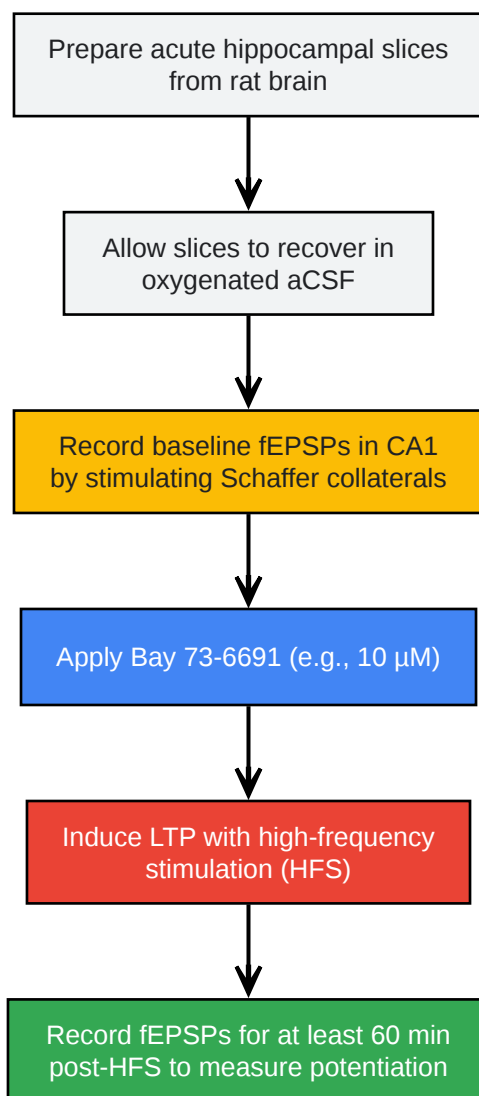 Prepare acute hippocampal slices
from rat brain
Allow slices to recover in
oxygenated aCSF
Record baseline fEPSPs in CA1
by stimulating Schaffer collaterals
Apply Bay 73-6691 (e.g., 10 µM)
Induce LTP with high-frequency
stimulation (HFS)
Record fEPSPs for at least 60 min
post-HFS to measure potentiation